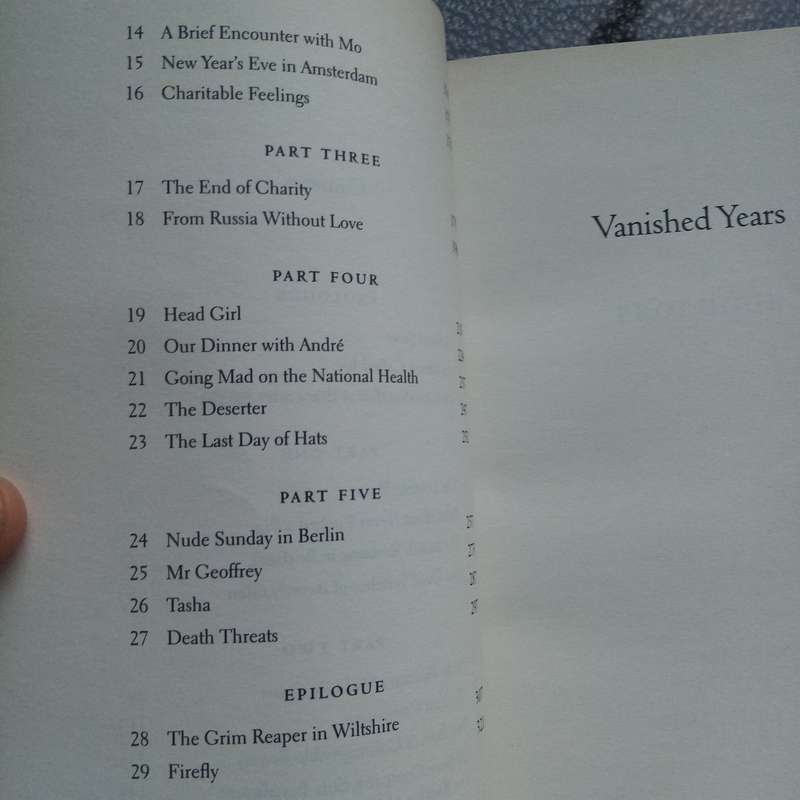 14 A Brief Encounter with Mo
15 New Year's Eve in Amsterdam
16 Charitable Feelings
PART THREE
17 The End of Charity
18 From Russia Without Love
PART FOUR
19 Head Girl
20 Our Dinner with André
21 Going Mad on the National Health
22 The Deserter
23 The Last Day of Hats
PART FIVE
24 Nude Sunday in Berlin
25 Mr Geoffrey
26 Tasha
27 Death Threats
EPILOGUE
28 The Grim Reaper in Wiltshire
29 Firefly
Vanished Years